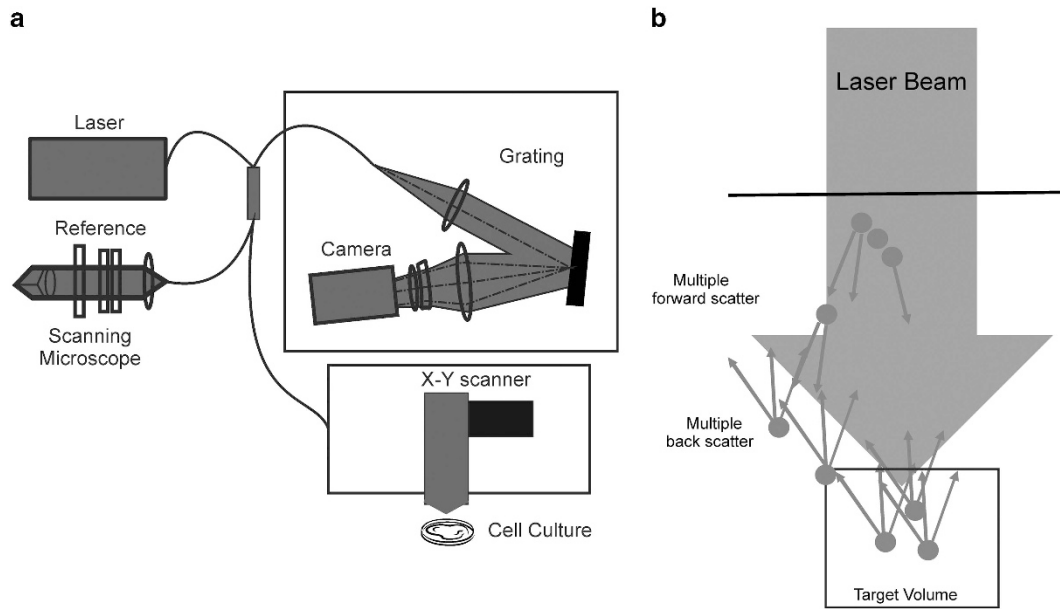 a
Laser
Reference
Scanning
Microscope
Grating
Camera
X-Y scanner
Cell Culture
b
Laser Beam
Multiple
forward scatter
Multiple
back scatter
Target Volume